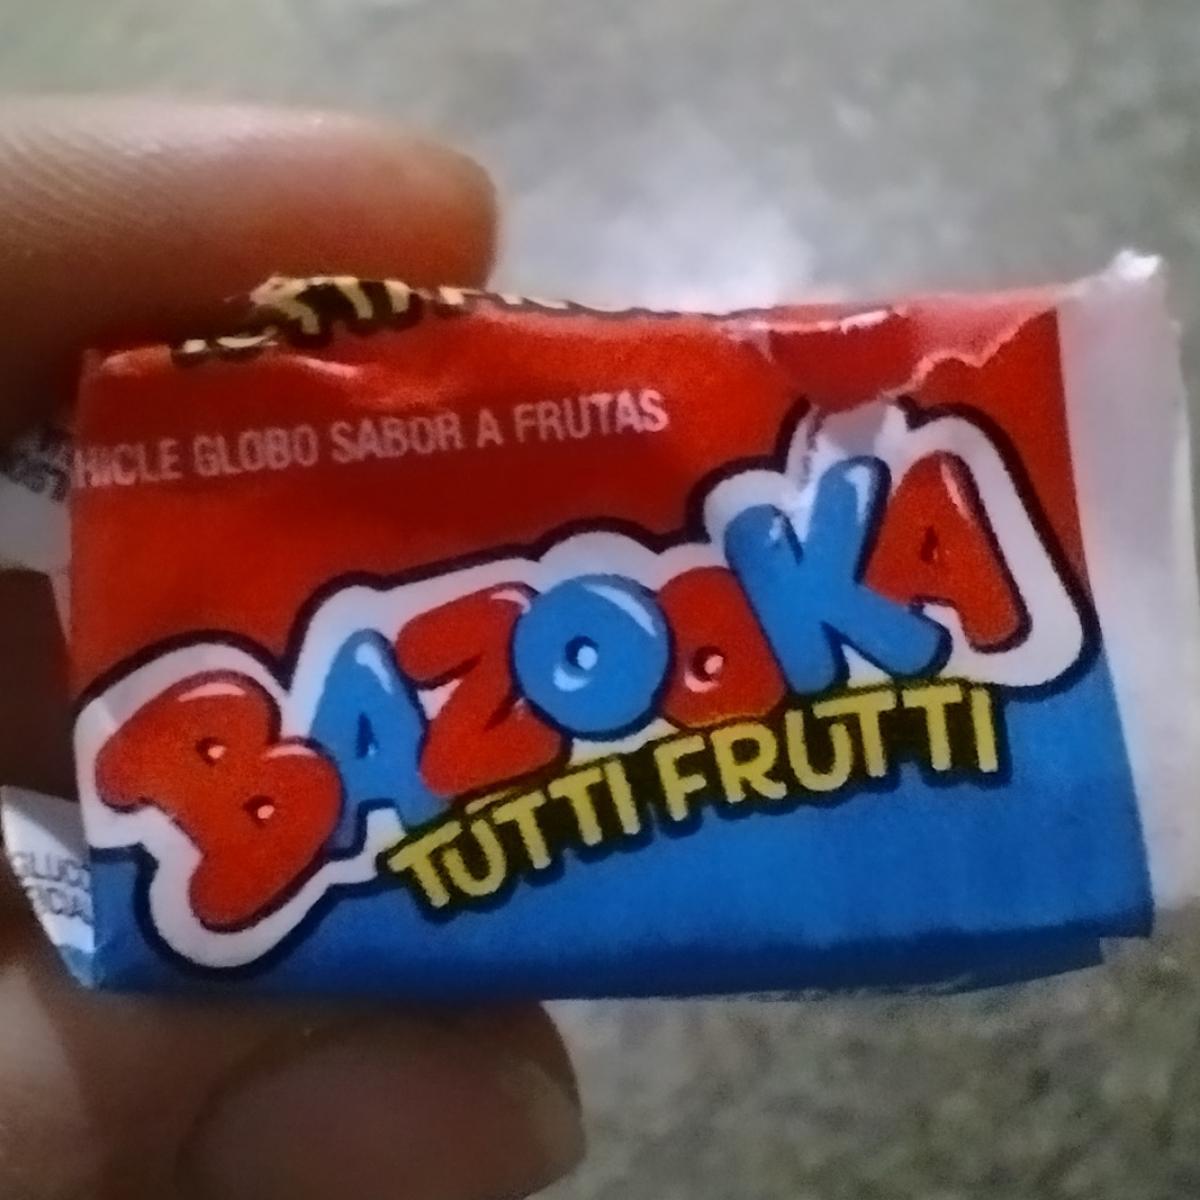 HICLE GLOBO SABOR A FRUTAS
BAZOOKA
TUTTI FRUTTI